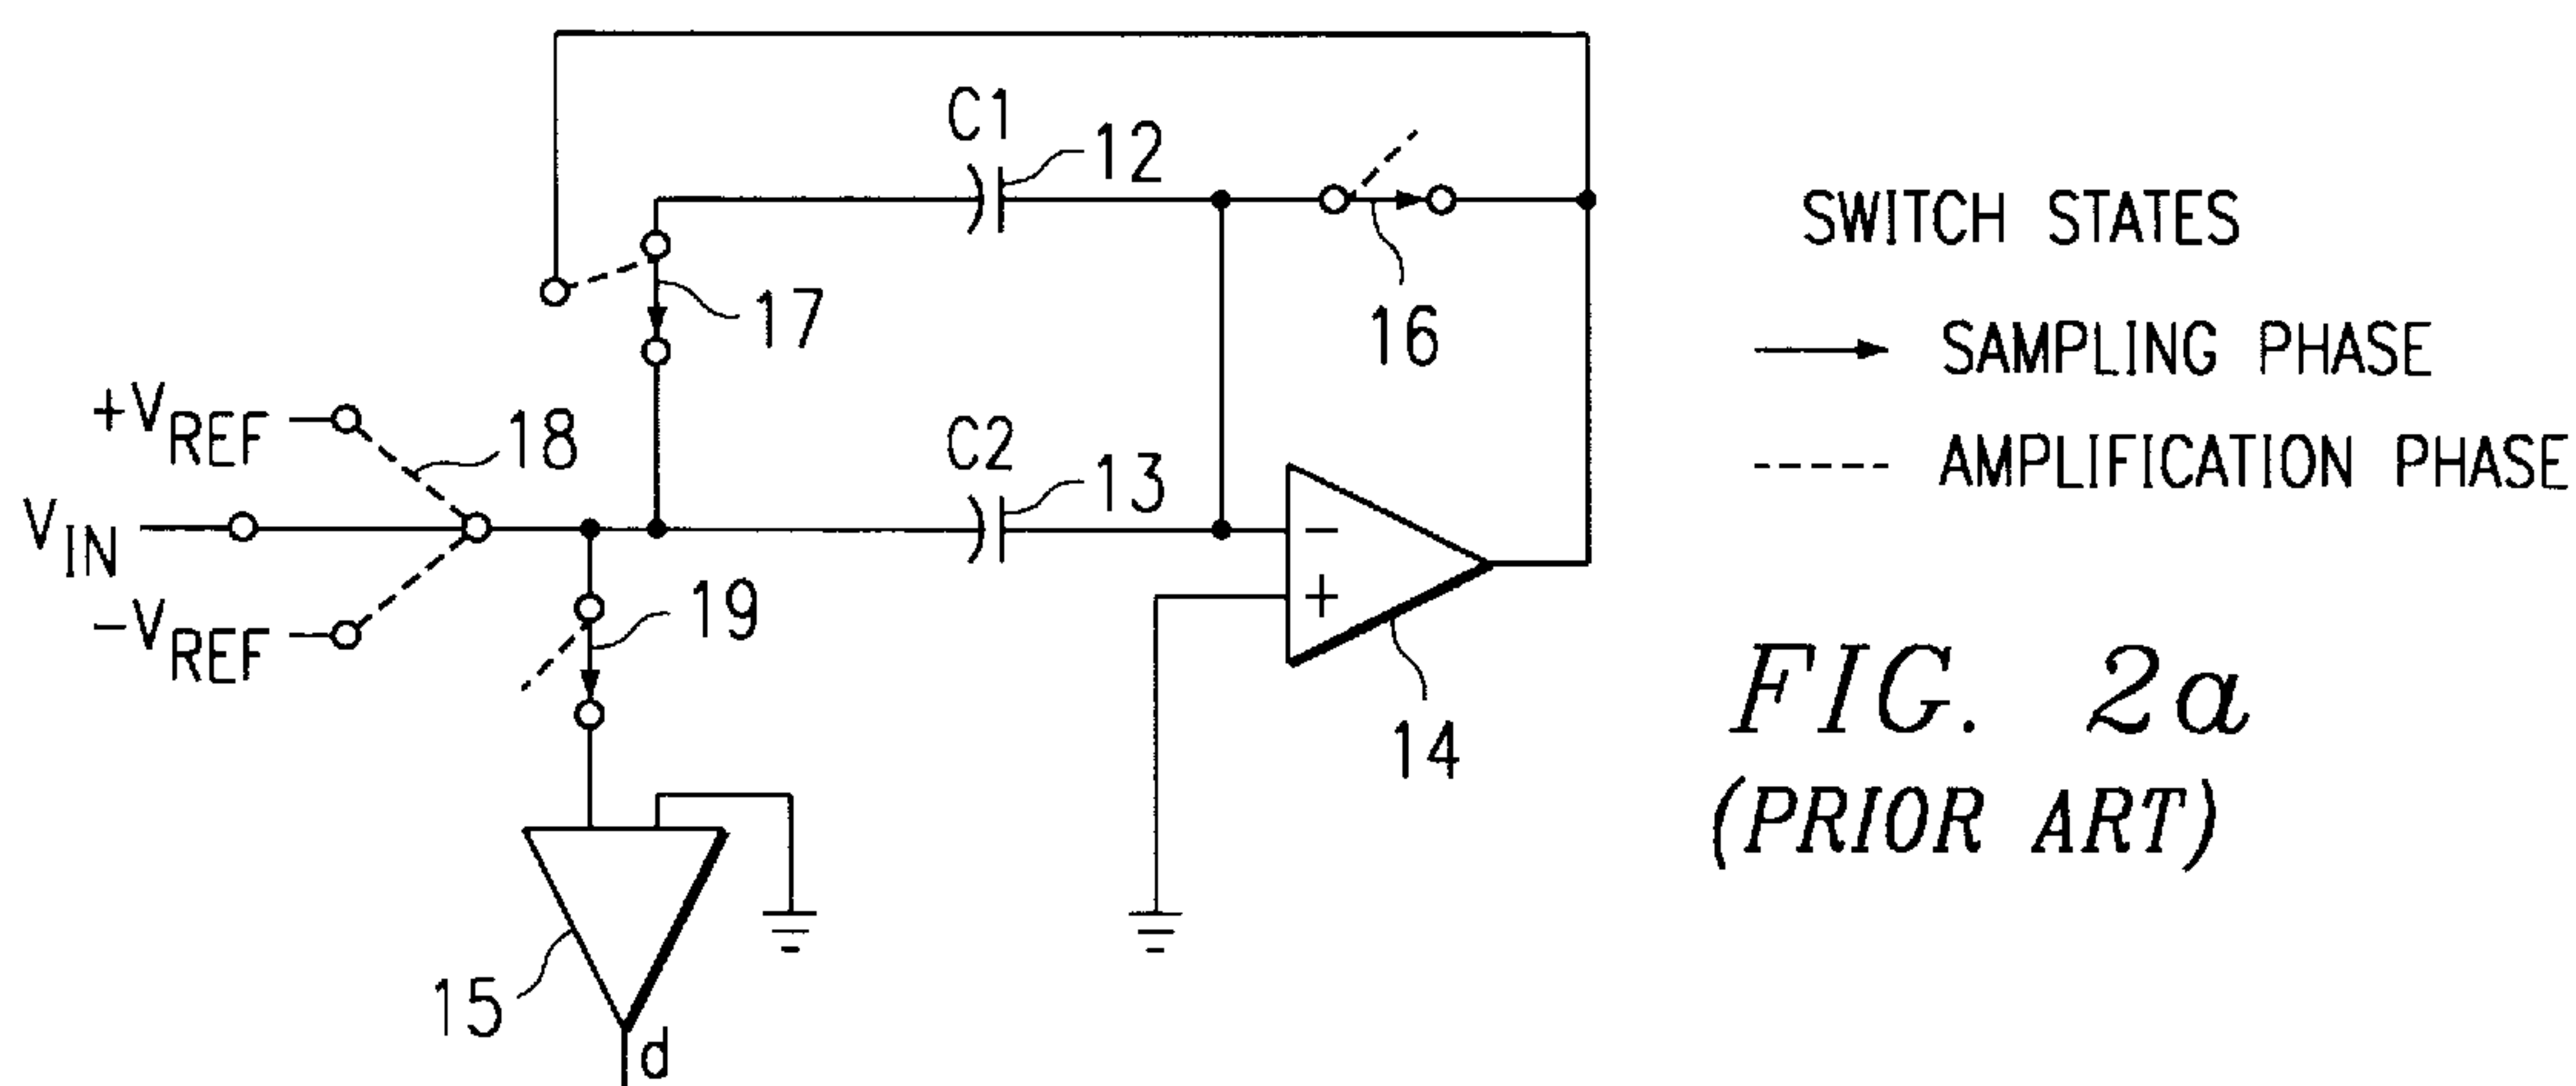 C1
12
16
17
+VREF
18
VIN
-VREF
C2
13
−
+
14
19
15
d
SWITCH STATES
SAMPLING PHASE
AMPLIFICATION PHASE
FIG. 2a
(PRIOR ART)